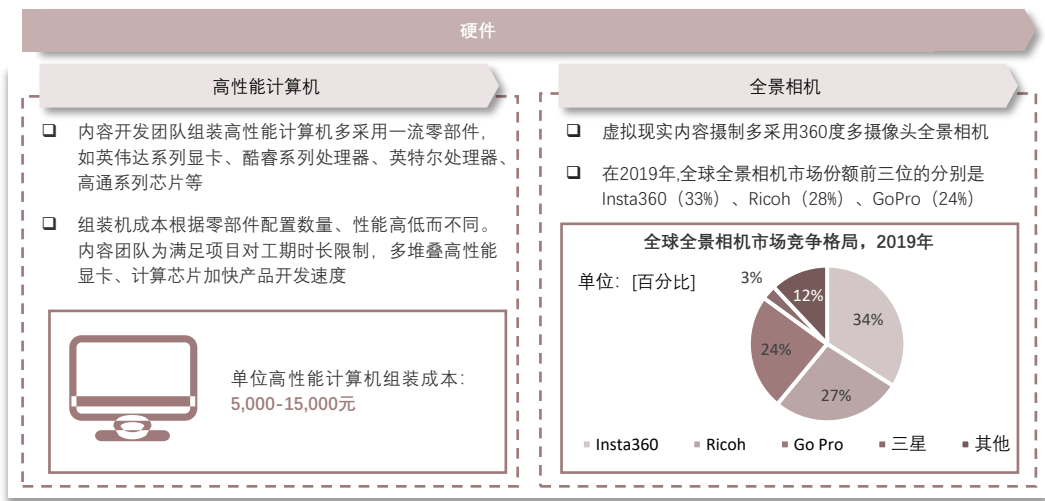 硬件
高性能计算机
内容开发团队组装高性能计算机多采用一流零部件,
如英伟达系列显卡、酷睿系列处理器、英特尔处理器、
高通系列芯片等
组装机成本根据零部件配置数量、性能高低而不同。
内容团队为满足项目对工期时长限制，多堆叠高性能
显卡、计算芯片加快产品开发速度
单位高性能计算机组装成本：
5,000-15,000元
全景相机
虚拟现实内容摄制多采用360度多摄像头全景相机
在2019年,全球全景相机市场份额前三位的分别是
Insta360（33%）、Ricoh（28%）、GoPro（24%）
全球全景相机市场竞争格局，2019年
单位：[百分比]
3%
12%
34%
24%
27%
Insta360 Ricoh Go Pro 三星 其他